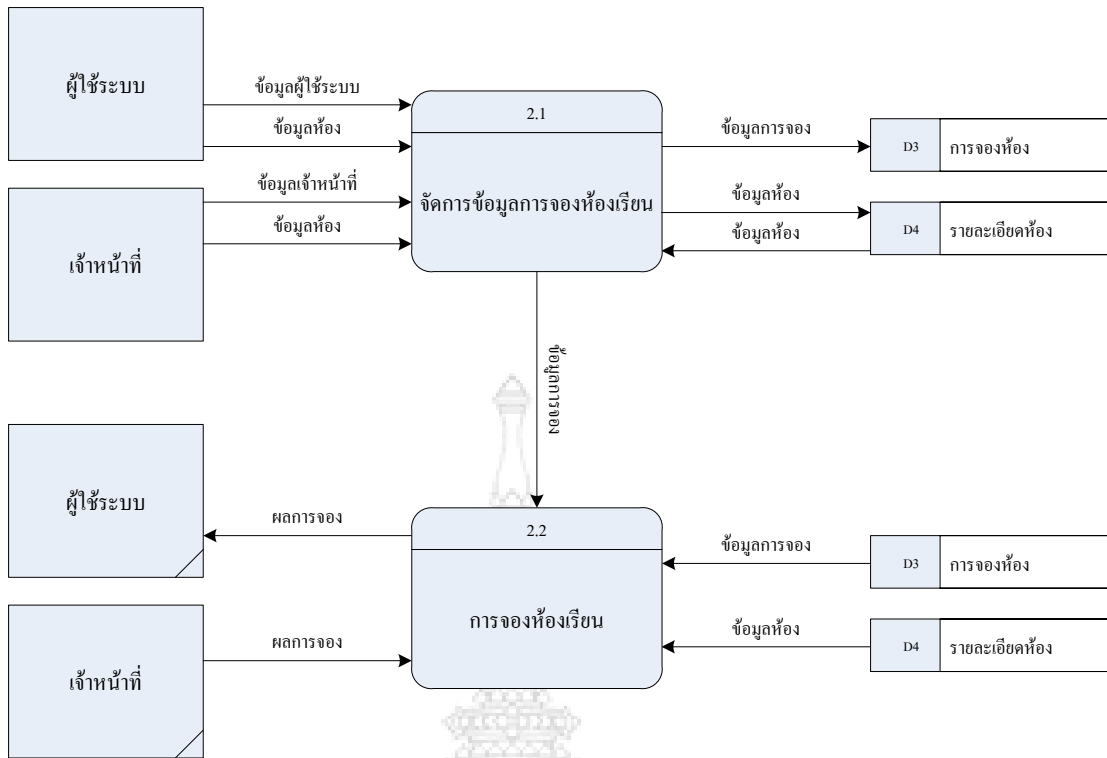 ผู้ใช้ระบบ
ข้อมูลผู้ใช้ระบบ
ข้อมูลห้อง
เจ้าหน้าที่
ข้อมูลเจ้าหน้าที่
ข้อมูลห้อง
2.1
จัดการข้อมูลการจองห้องเรียน
ข้อมูลการจอง
D3
การจองห้อง
ข้อมูลห้อง
ข้อมูลห้อง
D4
รายละเอียดห้อง
ข้อมูลการจอง
ผู้ใช้ระบบ
ผลการจอง
2.2
การจองห้องเรียน
ข้อมูลการจอง
D3
การจองห้อง
เจ้าหน้าที่
ผลการจอง
ข้อมูลห้อง
D4
รายละเอียดห้อง